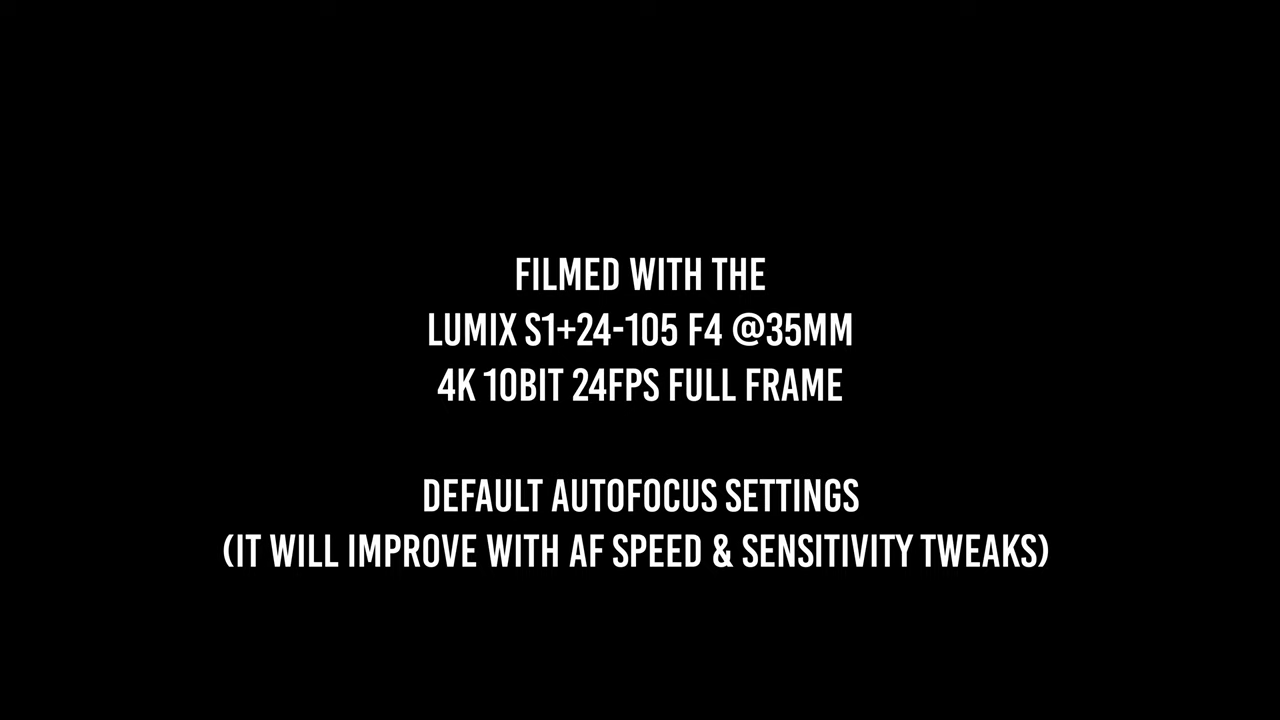 FILMED WITH THE
LUMIX S1+24-105 F4 @35MM
4K 10BIT 24FPS FULL FRAME
DEFAULT AUTOFOCUS SETTINGS
(IT WILL IMPROVE WITH AF SPEED & SENSITIVITY TWEAKS)